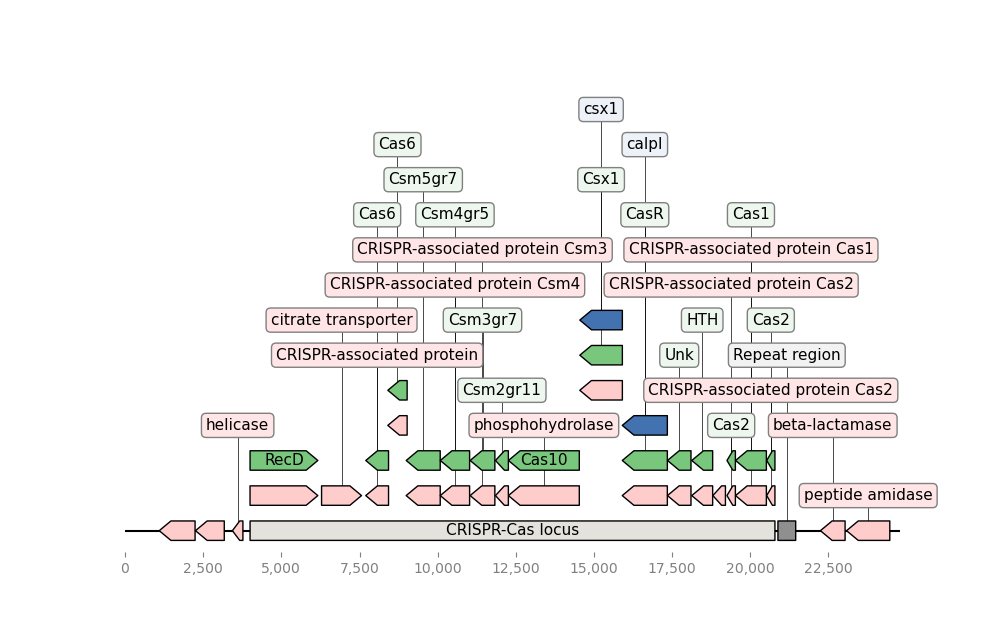 csx1
Cas6 calpl
Csm5gr7 Csx1
Cas6 Csm4gr5 CasR Cas1
CRISPR-associated protein Csm3 CRISPR-associated protein Cas1
CRISPR-associated protein Csm4 CRISPR-associated protein Cas2
citrate transporter Csm3gr7 HTH Cas2
CRISPR-associated protein Unk Repeat region
Csm2gr11 CRISPR-associated protein Cas2
helicase phosphohydrolase Cas2 beta-lactamase
RecD Cas10
peptide amidase
CRISPR-Cas locus
0 2,500 5,000 7,500 10,000 12,500 15,000 17,500 20,000 22,500